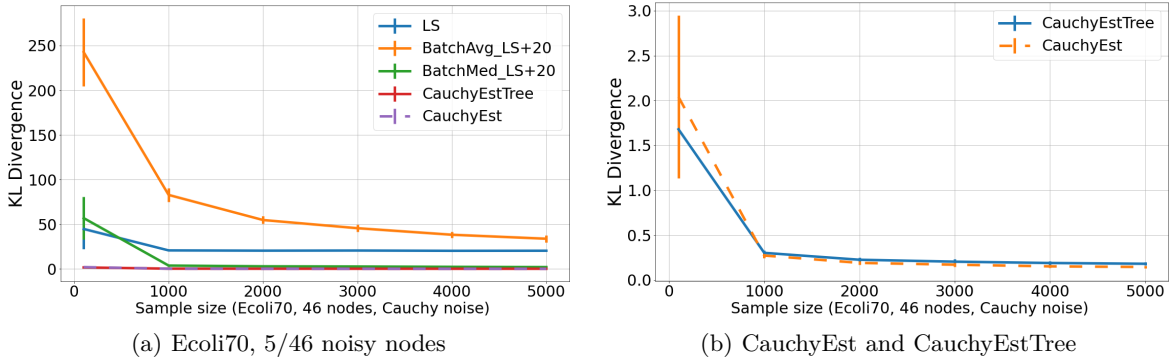 KL Divergence
250
200
150
100
50
0
LS
BatchAvg_LS+20
BatchMed_LS+20
CauchyEstTree
CauchyEst
0 1000 2000 3000 4000 5000
Sample size (Ecoli70, 46 nodes, Cauchy noise)
(a) Ecoli70, 5/46 noisy nodes
KL Divergence
3.0
2.5
2.0
1.5
1.0
0.5
0.0
CauchyEstTree
CauchyEst
0 1000 2000 3000 4000 5000
Sample size (Ecoli70, 46 nodes, Cauchy noise)
(b) CauchyEst and CauchyEstTree